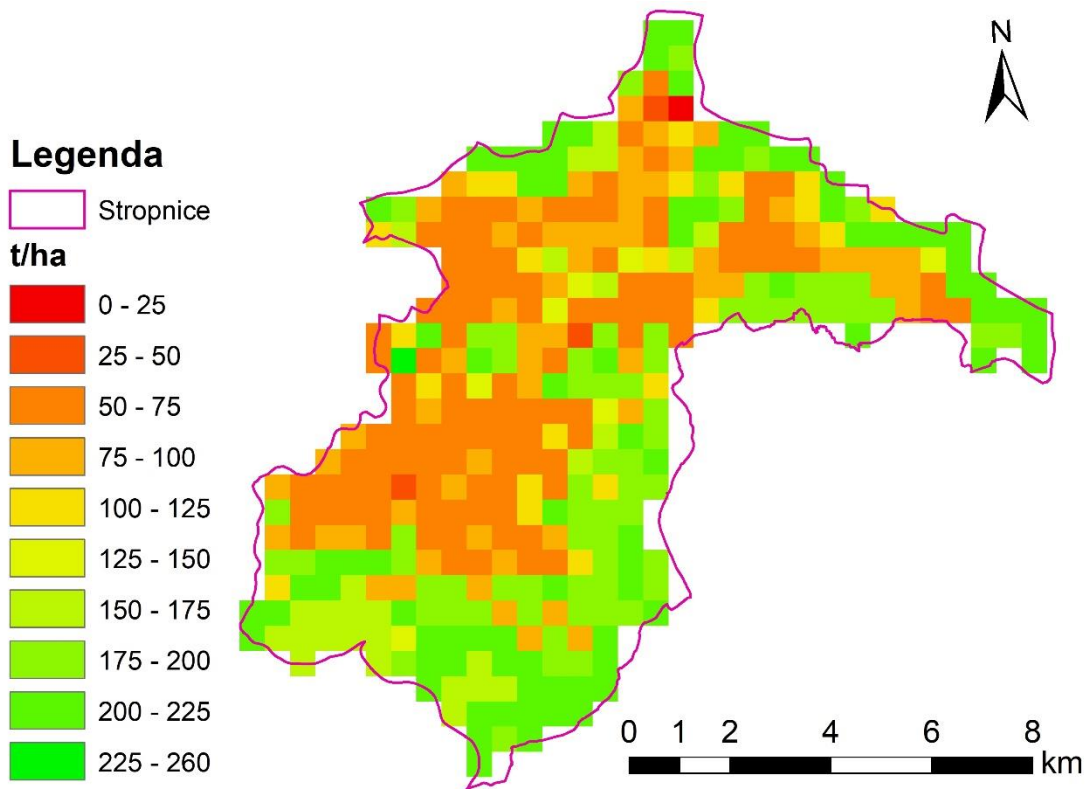 N
Legenda
Stropnice
t/ha
0 - 25
25 - 50
50 - 75
75 - 100
100 - 125
125 - 150
150 - 175
175 - 200
200 - 225
225 - 260
0 1 2 4 6 8
km